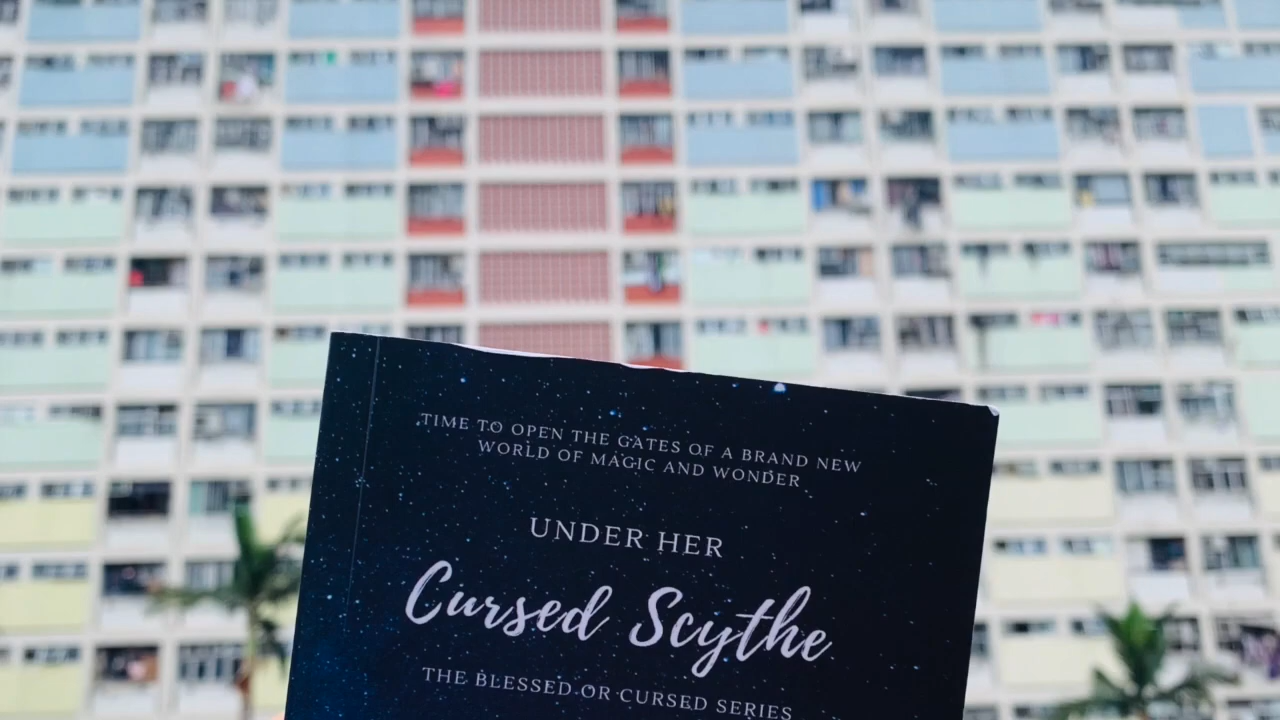 TIME TO OPEN THE GATES OF A BRAND NEW
WORLD OF MAGIC AND WONDER
UNDER HER
Cursed Scythe
THE BLESSED OR CURSED SERIES